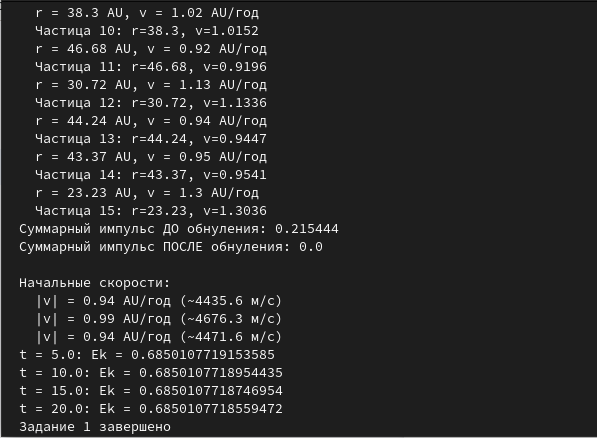 r = 38.3 AU, v = 1.02 AU/год
Частица 10: r=38.3, v=1.0152
r = 46.68 AU, v = 0.92 AU/год
Частица 11: r=46.68, v=0.9196
r = 30.72 AU, v = 1.13 AU/год
Частица 12: r=30.72, v=1.1336
r = 44.24 AU, v = 0.94 AU/год
Частица 13: r=44.24, v=0.9447
r = 43.37 AU, v = 0.95 AU/год
Частица 14: r=43.37, v=0.9541
r = 23.23 AU, v = 1.3 AU/год
Частица 15: r=23.23, v=1.3036
Суммарный импульс ДО обнуления: 0.215444
Суммарный импульс ПОСЛЕ обнуления: 0.0
Начальные скорости:
|v| = 0.94 AU/год (~4435.6 м/с)
|v| = 0.99 AU/год (~4676.3 м/с)
|v| = 0.94 AU/год (~4471.6 м/с)
t = 5.0: Ek = 0.6850107719153585
t = 10.0: Ek = 0.6850107718954435
t = 15.0: Ek = 0.6850107718746954
t = 20.0: Ek = 0.6850107718559472
Задание 1 завершено